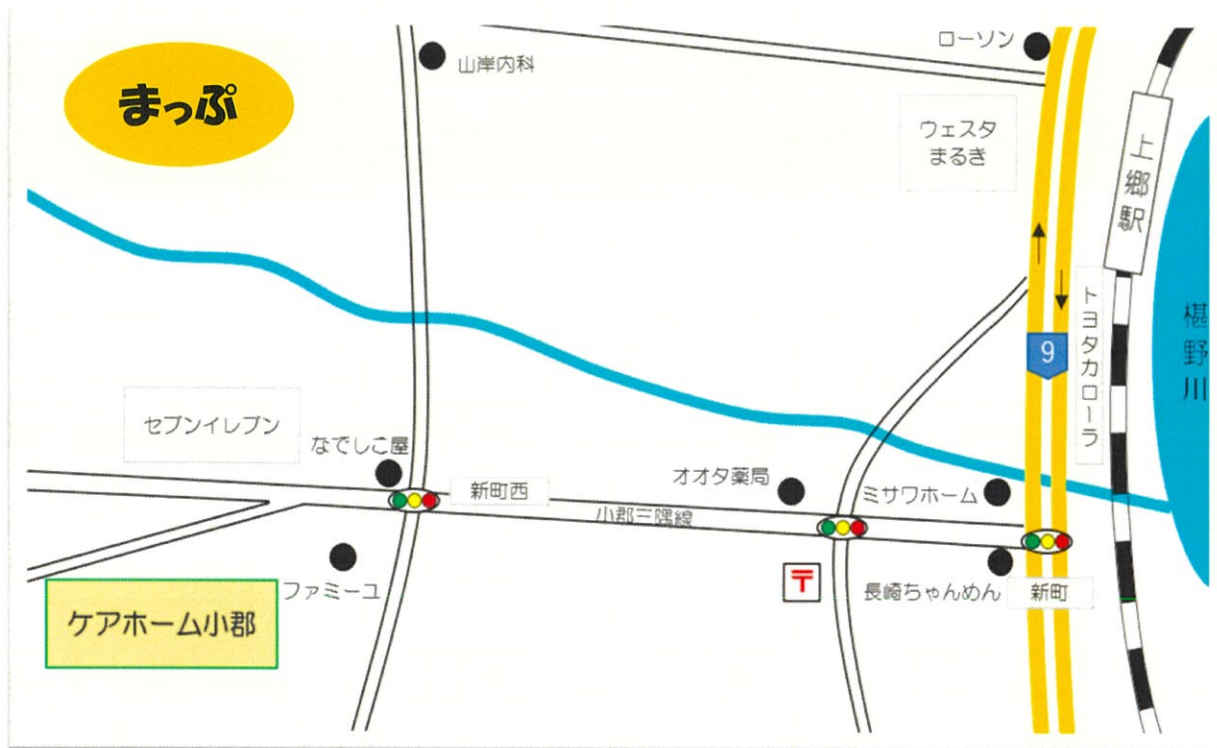 まっぷ
山岸内科
ローソン
ウェスタ
まるき
上郷駅
トヨタカローラ
9
椹野川
セブンイレブン
なでしこ屋
新町西
オオタ薬局
ミサワホーム
小郡三隅線
ファミーユ
〒
長崎ちゃんめん
新町
ケアホーム小郡